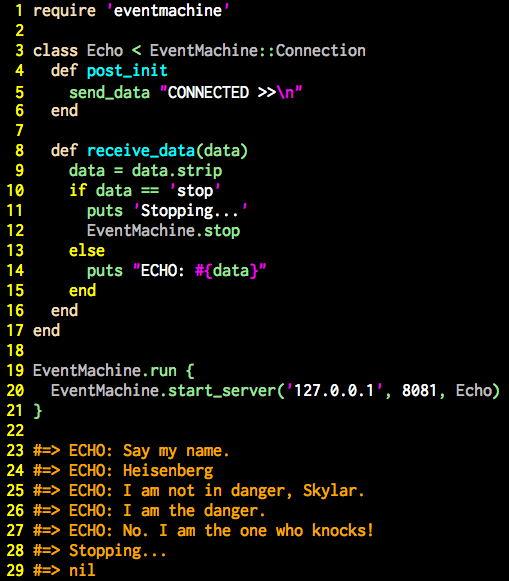 1 require 'eventmachine'
2
3 class Echo < EventMachine::Connection
4   def post_init
5     send_data "CONNECTED >>\n"
6   end
7
8   def receive_data(data)
9     data = data.strip
10     if data == 'stop'
11       puts 'Stopping...'
12       EventMachine.stop
13     else
14       puts "ECHO: #{data}"
15     end
16   end
17 end
18
19 EventMachine.run {
20   EventMachine.start_server('127.0.0.1', 8081, Echo)
21 }
22
23 #=> ECHO: Say my name.
24 #=> ECHO: Heisenberg
25 #=> ECHO: I am not in danger, Skylar.
26 #=> ECHO: I am the danger.
27 #=> ECHO: No. I am the one who knocks!
28 #=> Stopping...
29 #=> nil